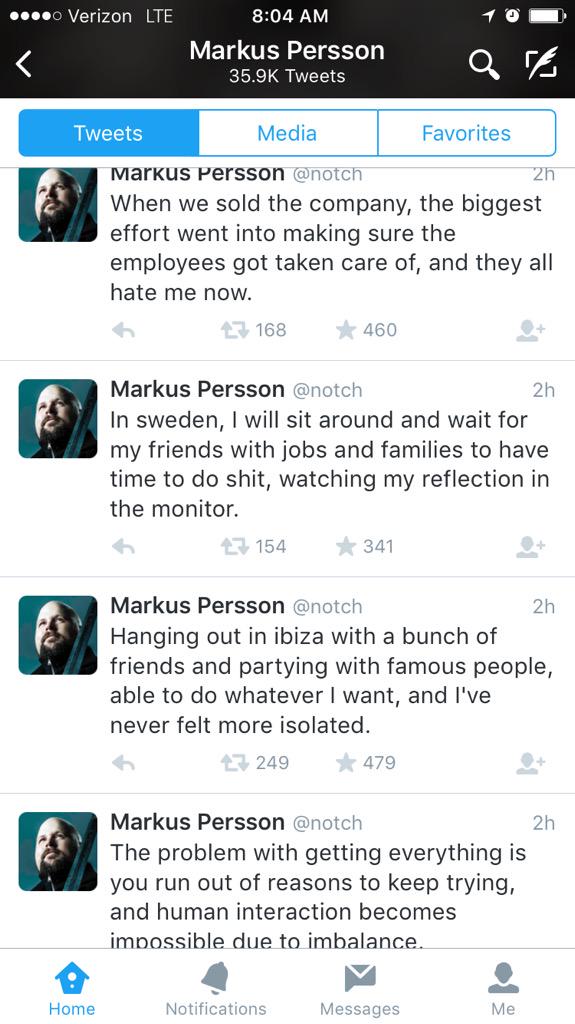 Verizon LTE 8:04 AM
Markus Persson
35.9K Tweets
Tweets Media Favorites
Markus Persson @notch 2h
When we sold the company, the biggest
effort went into making sure the
employees got taken care of, and they all
hate me now.
168 460
Markus Persson @notch 2h
In sweden, I will sit around and wait for
my friends with jobs and families to have
time to do shit, watching my reflection in
the monitor.
154 341
Markus Persson @notch 2h
Hanging out in ibiza with a bunch of
friends and partying with famous people,
able to do whatever I want, and I've
never felt more isolated.
249 479
Markus Persson @notch 2h
The problem with getting everything is
you run out of reasons to keep trying,
and human interaction becomes
impossible due to imbalance.
Home Notifications Messages Me